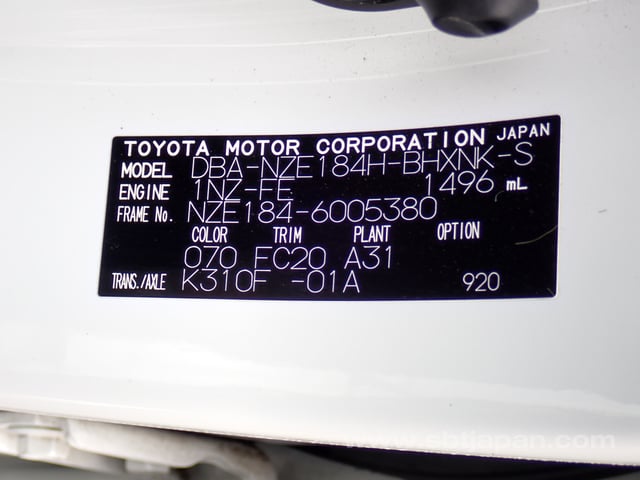 TOYOTA MOTOR CORPORATION JAPAN
MODEL DBA-NZE184H-BHXNK-S
ENGINE 1NZ-FE 1496 mL
FRAME No. NZE184-6005380
COLOR TRIM PLANT OPTION
070 FC20 A31
TRANS./AXLE K310F -01A 920
www.sbtjapan.com